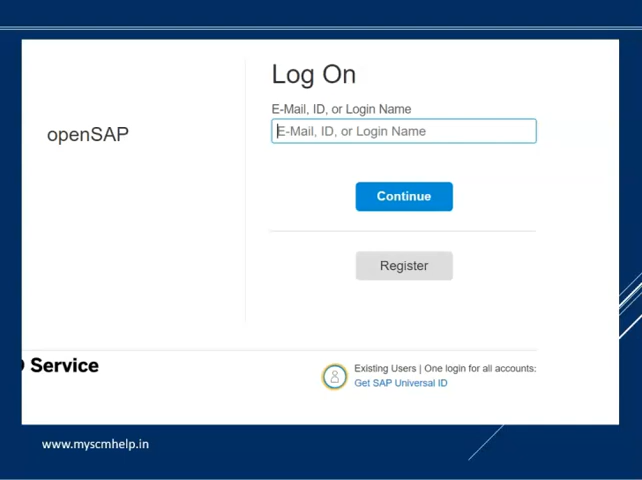 openSAP
Log On
E-Mail, ID, or Login Name
E-Mail, ID, or Login Name
Continue
Register
Service
Existing Users | One login for all accounts:
Get SAP Universal ID
www.myscmhelp.in